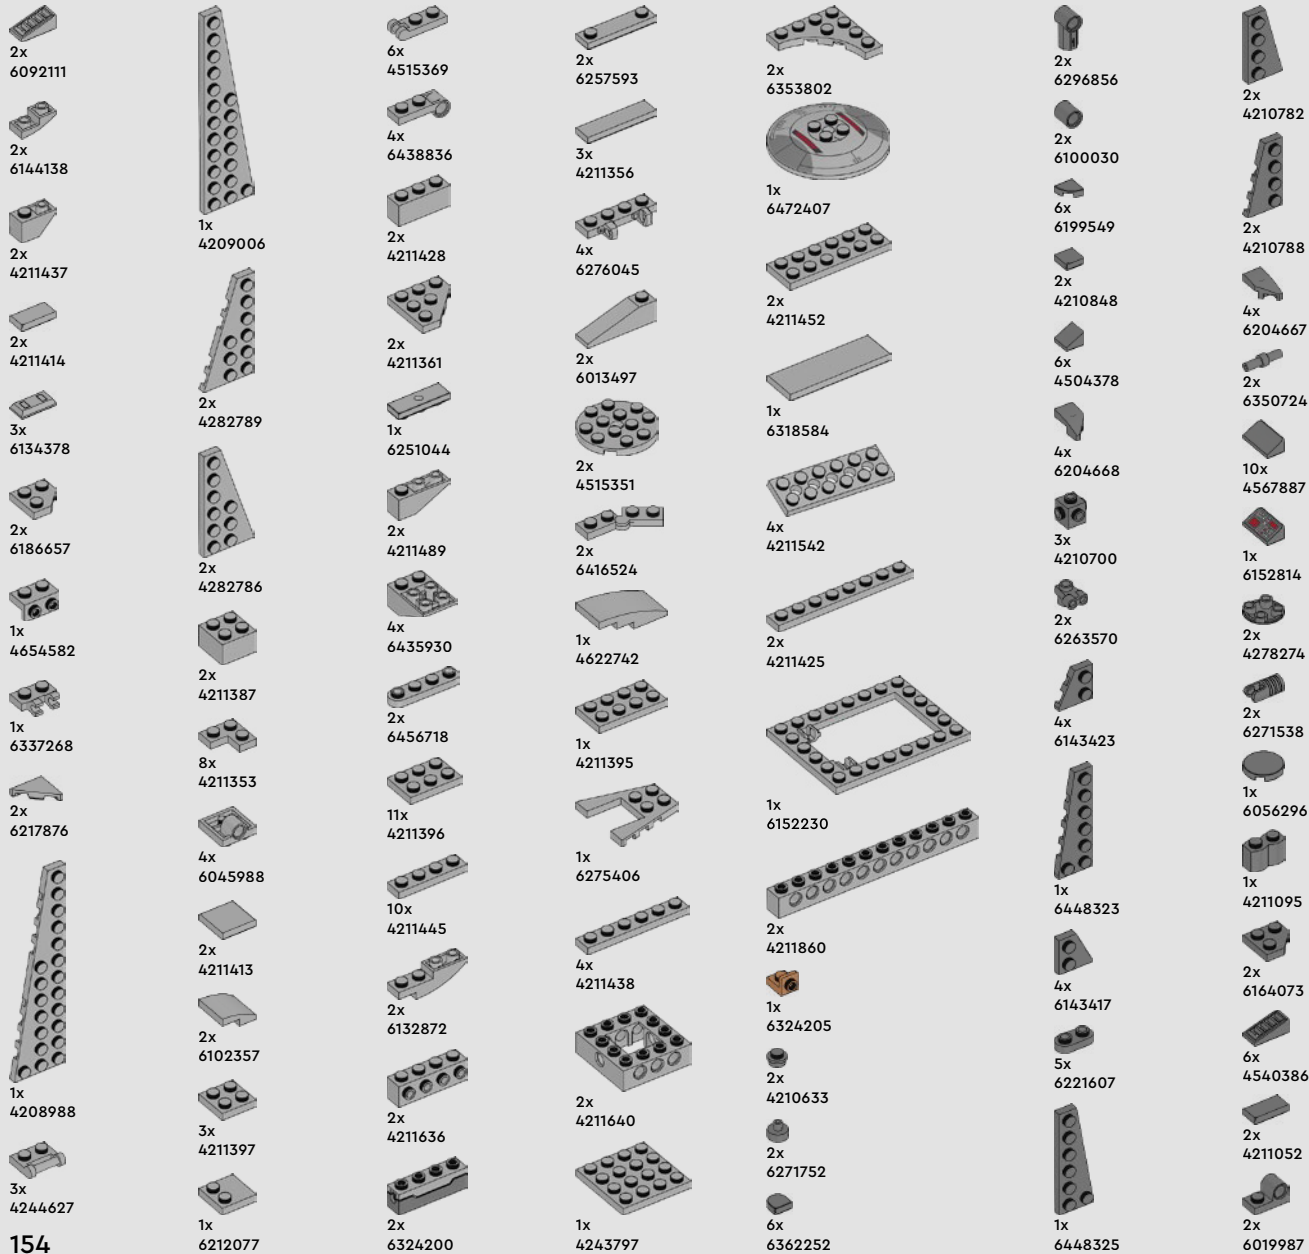 2x
6092111
2x
6144138
2x
4211437
2x
4211414
3x
6134378
2x
6186657
1x
4654582
1x
6337268
2x
6217876
1x
4208988
3x
4244627
154
1x
4209006
2x
4282789
2x
4282786
2x
4211387
8x
4211353
4x
6045988
2x
4211413
2x
6102357
3x
4211397
1x
6212077
6x
4515369
4x
6438836
2x
4211428
2x
4211361
1x
6251044
2x
4211489
4x
6435930
2x
6456718
11x
4211396
10x
4211445
2x
6132872
2x
4211636
2x
6324200
2x
6257593
3x
4211356
4x
6276045
2x
6013497
2x
4515351
2x
6416524
1x
4622742
1x
4211395
1x
6275406
4x
4211438
2x
4211640
1x
4243797
2x
6353802
1x
6472407
2x
4211452
1x
6318584
4x
4211542
2x
4211425
1x
6152230
2x
4211860
1x
6324205
2x
4210633
2x
6271752
6x
6362252
2x
6296856
2x
6100030
6x
6199549
2x
4210848
6x
4504378
4x
6204668
3x
4210700
2x
6263570
4x
6143423
1x
6448323
4x
6143417
5x
6221607
1x
6448325
2x
4210782
2x
4210788
4x
6204667
2x
6350724
10x
4567887
1x
6152814
2x
4278274
2x
6271538
1x
6056296
1x
4211095
2x
6164073
6x
4540386
2x
4211052
2x
6019987